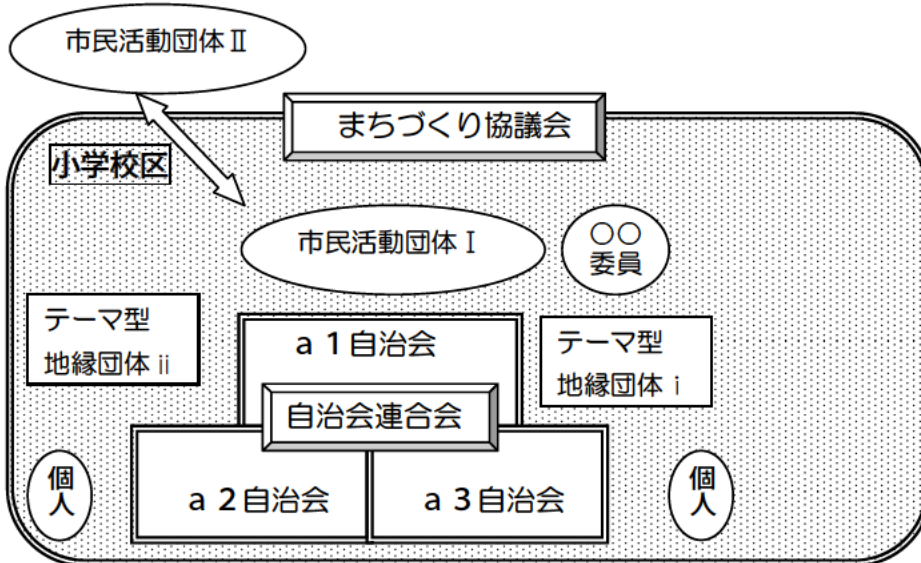 市民活動団体Ⅱ
まちづくり協議会
小学校区
市民活動団体Ⅰ
○○
委員
テーマ型
地縁団体ⅱ
a1自治会
テーマ型
地縁団体ⅰ
自治会連合会
個
人
a2自治会
a3自治会
個
人